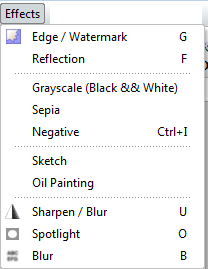 Effects
Edge / Watermark G
Reflection F
Grayscale (Black && White)
Sepia
Negative Ctrl+I
Sketch
Oil Painting
Sharpen / Blur U
Spotlight O
Blur B